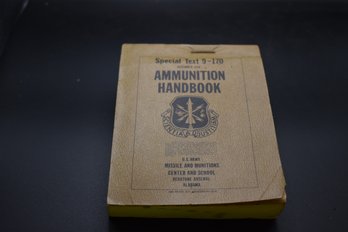 Special Text 9-170
AMMUNITION
HANDBOOK
U.S. ARMY
MISSILE AND MUNITIONS
CENTER AND SCHOOL
REDSTONE ARSENAL
ALABAMA